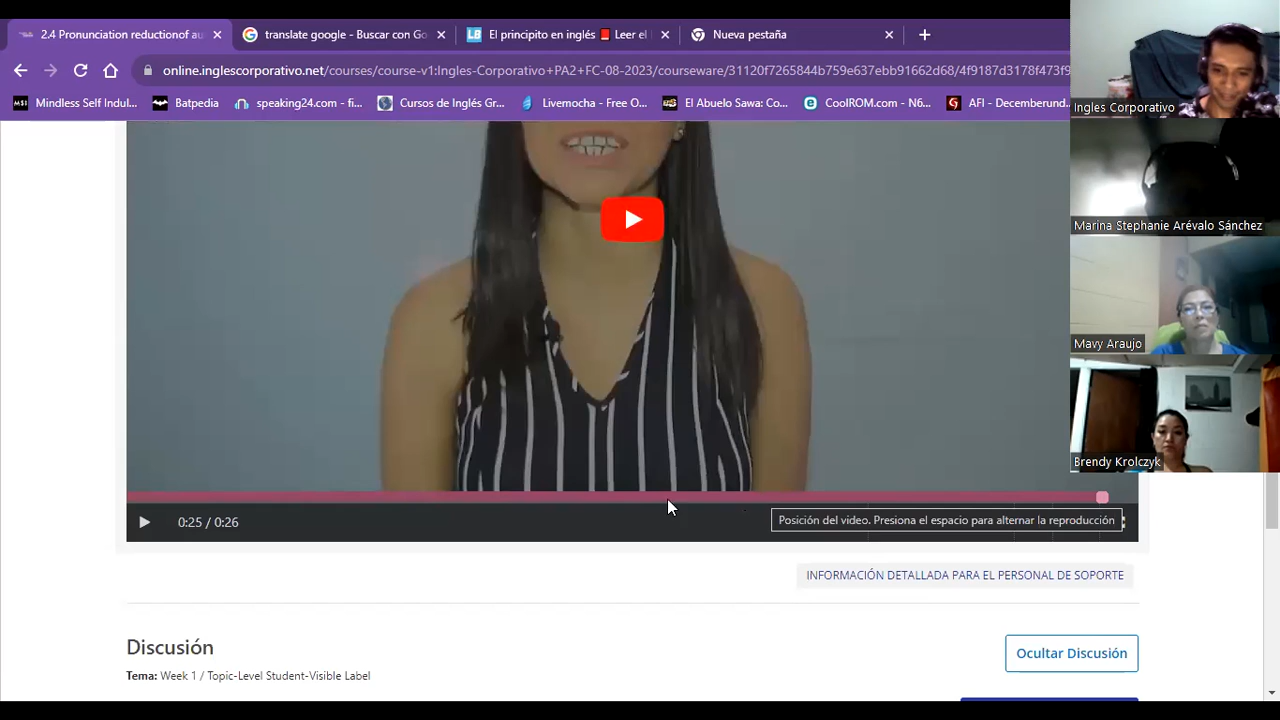 2.4 Pronunciation reductionof au
translate google - Buscar con Go
El principito en inglés 📕 Leer el
Nueva pestaña
online.inglescorporativo.net/courses/course-v1:Ingles-Corporativo+PA2+FC-08-2023/courseware/31120f7265844b759e637ebb91662d68/4f9187d3178f473f9
Mindless Self Indul...
Batpedia
speaking24.com - fi...
Cursos de Inglés Gr...
Livemocha - Free O...
El Abuelo Sawa: Co...
CoolROM.com - N6...
AFI - Decemberund...
Ingles Corporativo
Marina Stephanie Arévalo Sánchez
Mavy Araujo
Brendy Krolczyk
0:25 / 0:26
Posición del video. Presiona el espacio para alternar la reproducción
INFORMACIÓN DETALLADA PARA EL PERSONAL DE SOPORTE
Discusión
Ocultar Discusión
Tema: Week 1 / Topic-Level Student-Visible Label